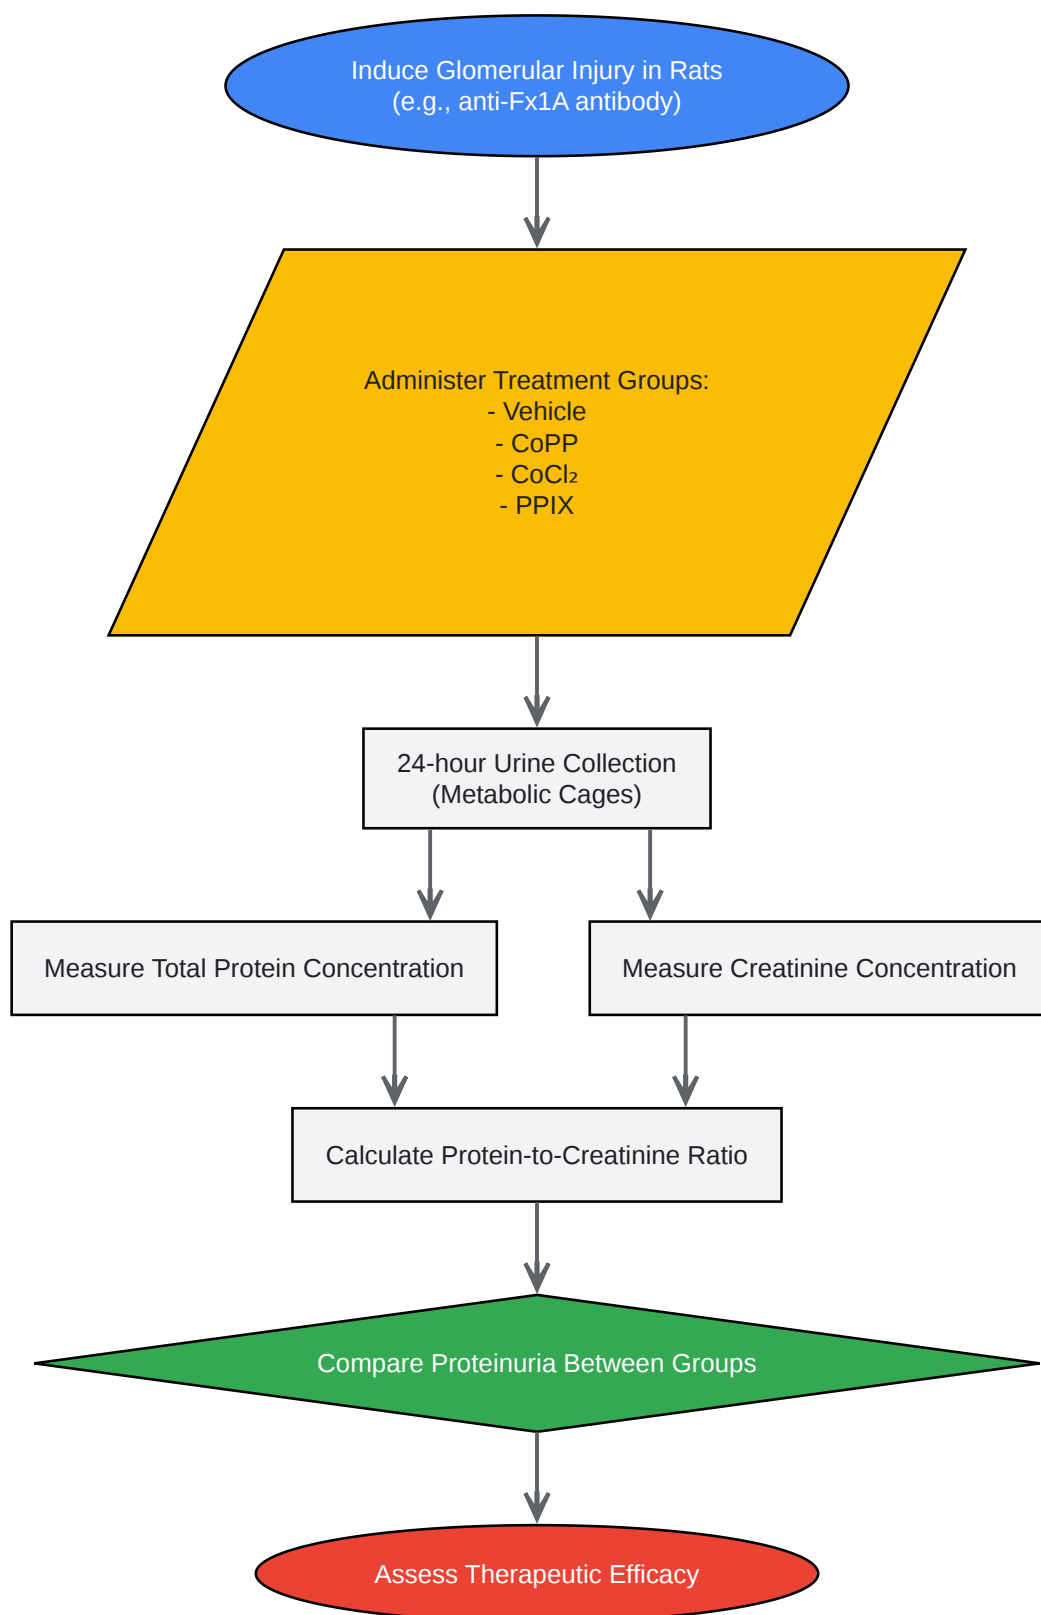 Induce Glomerular Injury in Rats
(e.g., anti-Fx1A antibody)
Administer Treatment Groups:
- Vehicle
- CoPP
- CoCl₂
- PPIX
24-hour Urine Collection
(Metabolic Cages)
Measure Total Protein Concentration
Measure Creatinine Concentration
Calculate Protein-to-Creatinine Ratio
Compare Proteinuria Between Groups
Assess Therapeutic Efficacy